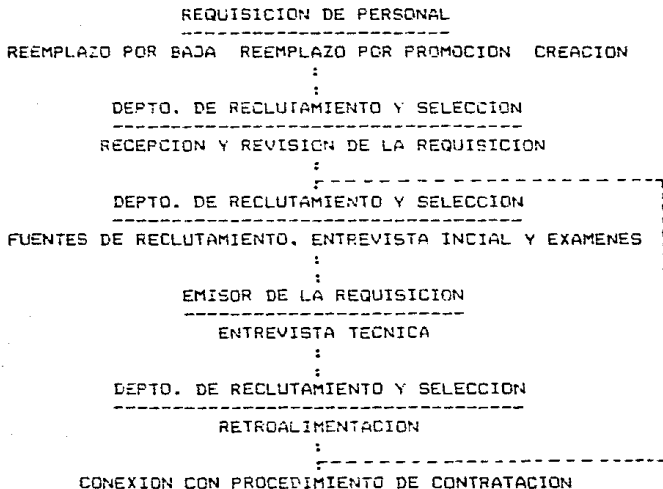 REQUISICION DE PERSONAL
REEMPLAZO POR BAJA REEMPLAZO POR PROMOCION CREACION
DEPTO. DE RECLUTAMIENTO Y SELECCION
RECEPCION Y REVISION DE LA REQUISICION
DEPTO. DE RECLUTAMIENTO Y SELECCION
FUENTES DE RECLUTAMIENTO. ENTREVISTA INCIAL Y EXAMENES
EMISOR DE LA REQUISICION
ENTREVISTA TECNICA
DEPTO. DE RECLUTAMIENTO Y SELECCION
RETROALIMENTACION
CONEXION CON PROCEDIMIENTO DE CONTRATACION